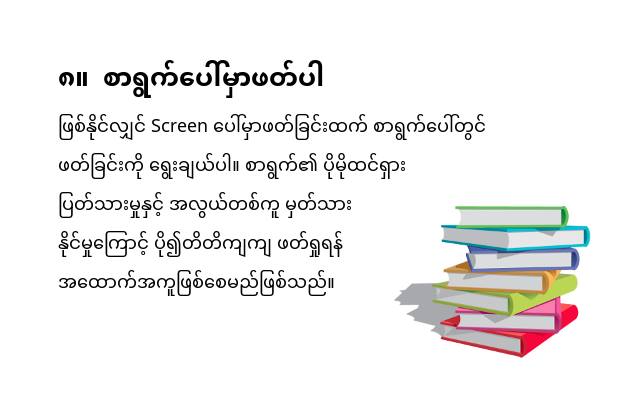 ၈။ စာရွက်ပေါ်မှာဖတ်ပါ
ဖြစ်နိုင်လျှင် Screen ပေါ်မှာဖတ်ခြင်းထက် စာရွက်ပေါ်တွင်
ဖတ်ခြင်းကို ရွေးချယ်ပါ။ စာရွက်၏ ပိုမိုထင်ရှား
ပြတ်သားမှုနှင့် အလွယ်တစ်ကူ မှတ်သား
နိုင်မှုကြောင့် ပို၍တိတိကျကျ ဖတ်ရှုရန်
အထောက်အကူဖြစ်စေမည်ဖြစ်သည်။